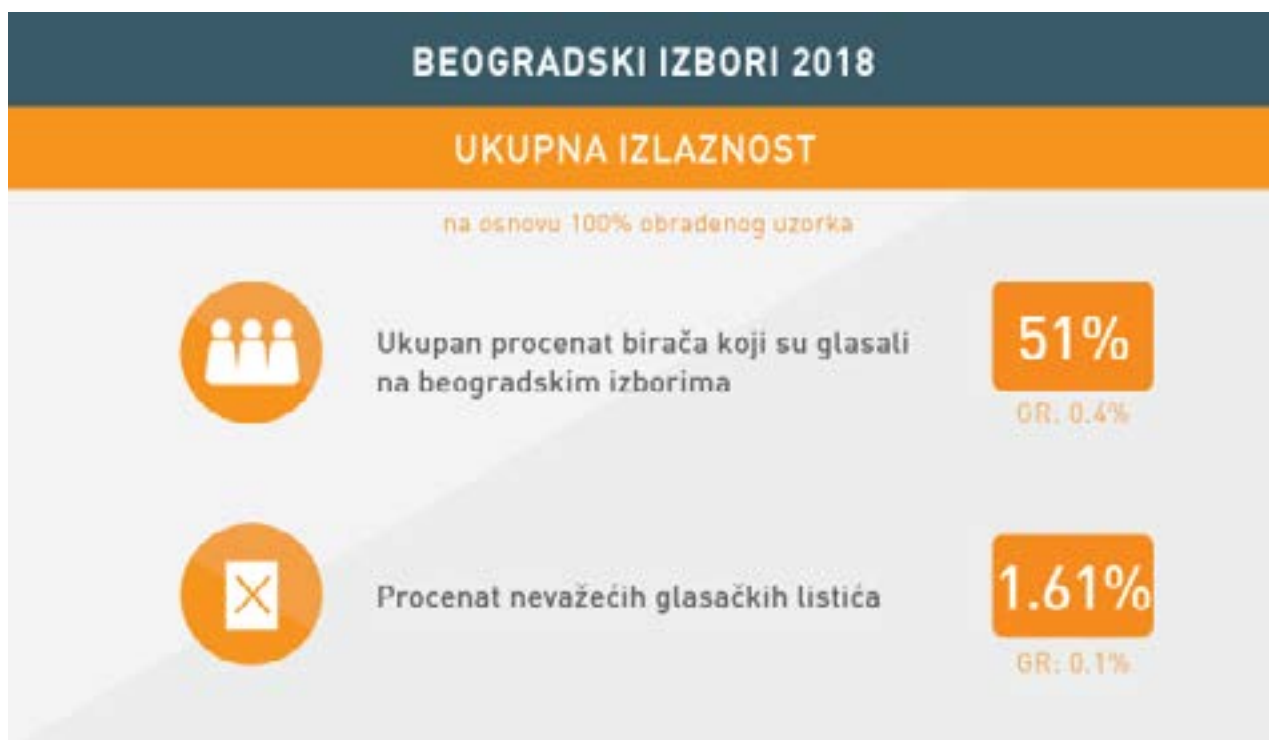 BEOGRADSKI IZBORI 2018
UKUPNA IZLAZNOST
na osnovu 100% obrađenog uzorka
Ukupan procenat birača koji su glasali
na beogradskim izborima
51%
GR: 0.4%
Procenat nevažećih glasačkih listića
1.61%
GR: 0.1%